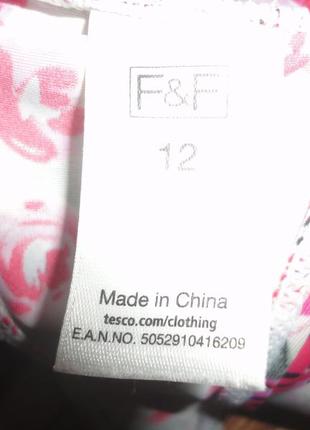 F&F
12
Made in China
tesco.com/clothing
E.A.N.NO. 5052910416209